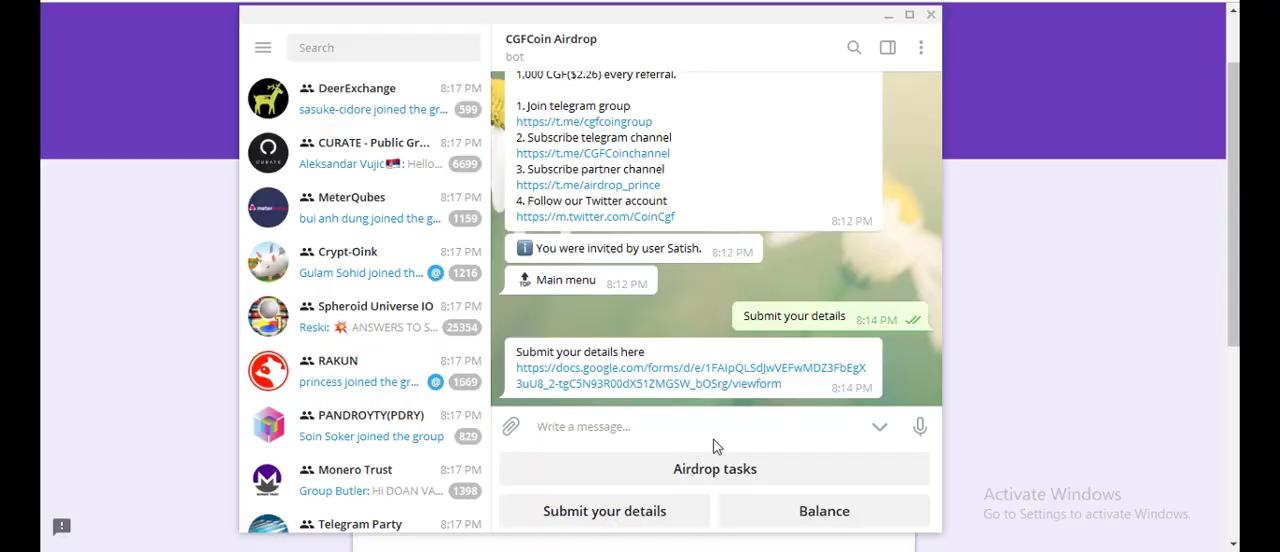 Search
DeerExchange 8:17 PM
sasuke-cidore joined the gr... 599
CURATE - Public Gr... 8:17 PM
Aleksandar Vujic🇷🇸: Hello... 6699
MeterQubes 8:17 PM
bui anh dung joined the g... 1159
Crypt-Oink 8:17 PM
Gulam Sohid joined th... @ 1216
Spheroid Universe IO 8:17 PM
Reski: 💥 ANSWERS TO S... 25354
RAKUN 8:17 PM
princess joined the gr... @ 1669
PANDROYTY(PDRY) 8:17 PM
Soin Soker joined the group 829
Monero Trust 8:17 PM
Group Butler: Hi DOAN VA... 1398
Telegram Party 8:17 PM
CURATE
CGFCoin Airdrop
bot
1,000 CGF($2.26) every referral.
1. Join telegram group
https://t.me/cgfcoingroup
2. Subscribe telegram channel
https://t.me/CGFCoinchannel
3. Subscribe partner channel
https://t.me/airdrop_prince
4. Follow our Twitter account
https://m.twitter.com/CoinCgf
8:12 PM
ℹ️ You were invited by user Satish. 8:12 PM
🔝 Main menu 8:12 PM
Submit your details 8:14 PM
Submit your details here
https://docs.google.com/forms/d/e/1FAIpQLSdJwVEFwMDZ3FbEgX
3uU8_2-tgC5N93R00dX51ZMGSW_bOSrg/viewform 8:14 PM
Write a message...
Airdrop tasks
Submit your details Balance
Activate Windows
Go to Settings to activate Windows.